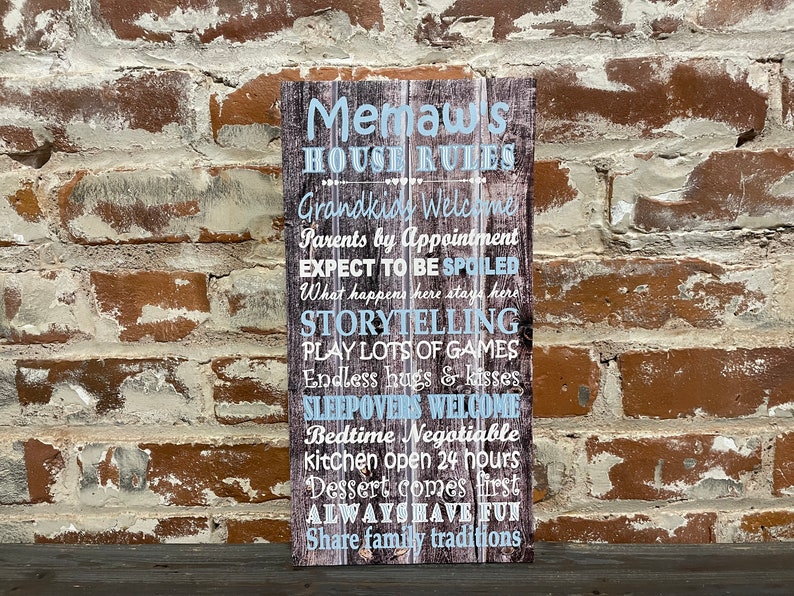 Memaw's
HOUSE RULES
Grandkids Welcome
Parents by Appointment
EXPECT TO BE SPOILED
What happens here stays here
STORYTELLING
PLAY LOTS OF GAMES
Endless hugs & kisses
SLEEPOVERS WELCOME
Bedtime Negotiable
Kitchen open 24 hours
Dessert comes first
ALWAYS HAVE FUN
Share family traditions